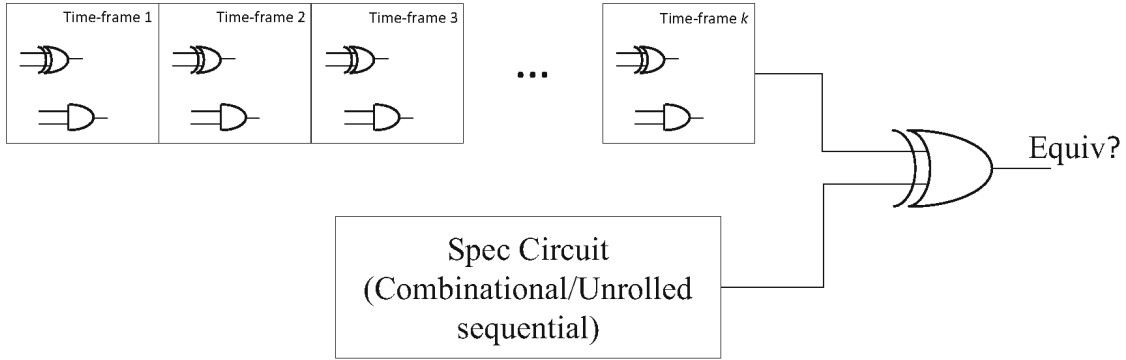 Time-frame 1
Time-frame 2
Time-frame 3
...
Time-frame k
Equiv?
Spec Circuit
(Combinational/Unrolled
sequential)